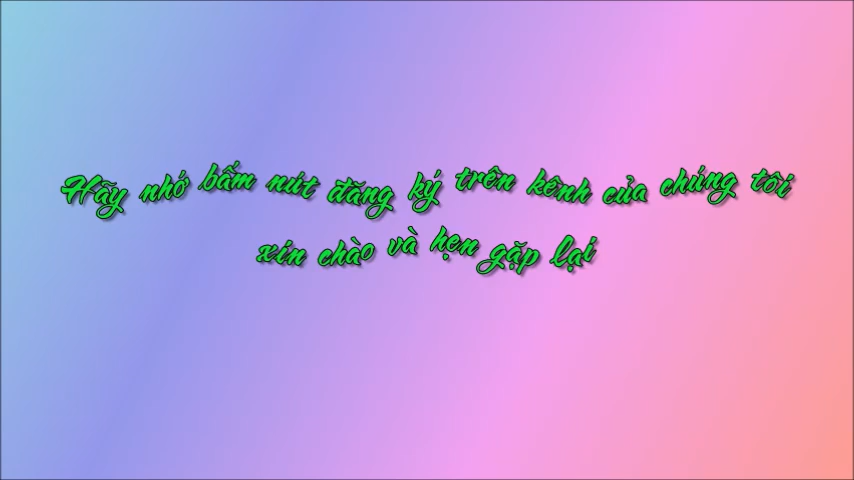 Hãy nhớ bấm nút đăng ký trên kênh của chúng tôi
xin chào và hẹn gặp lại